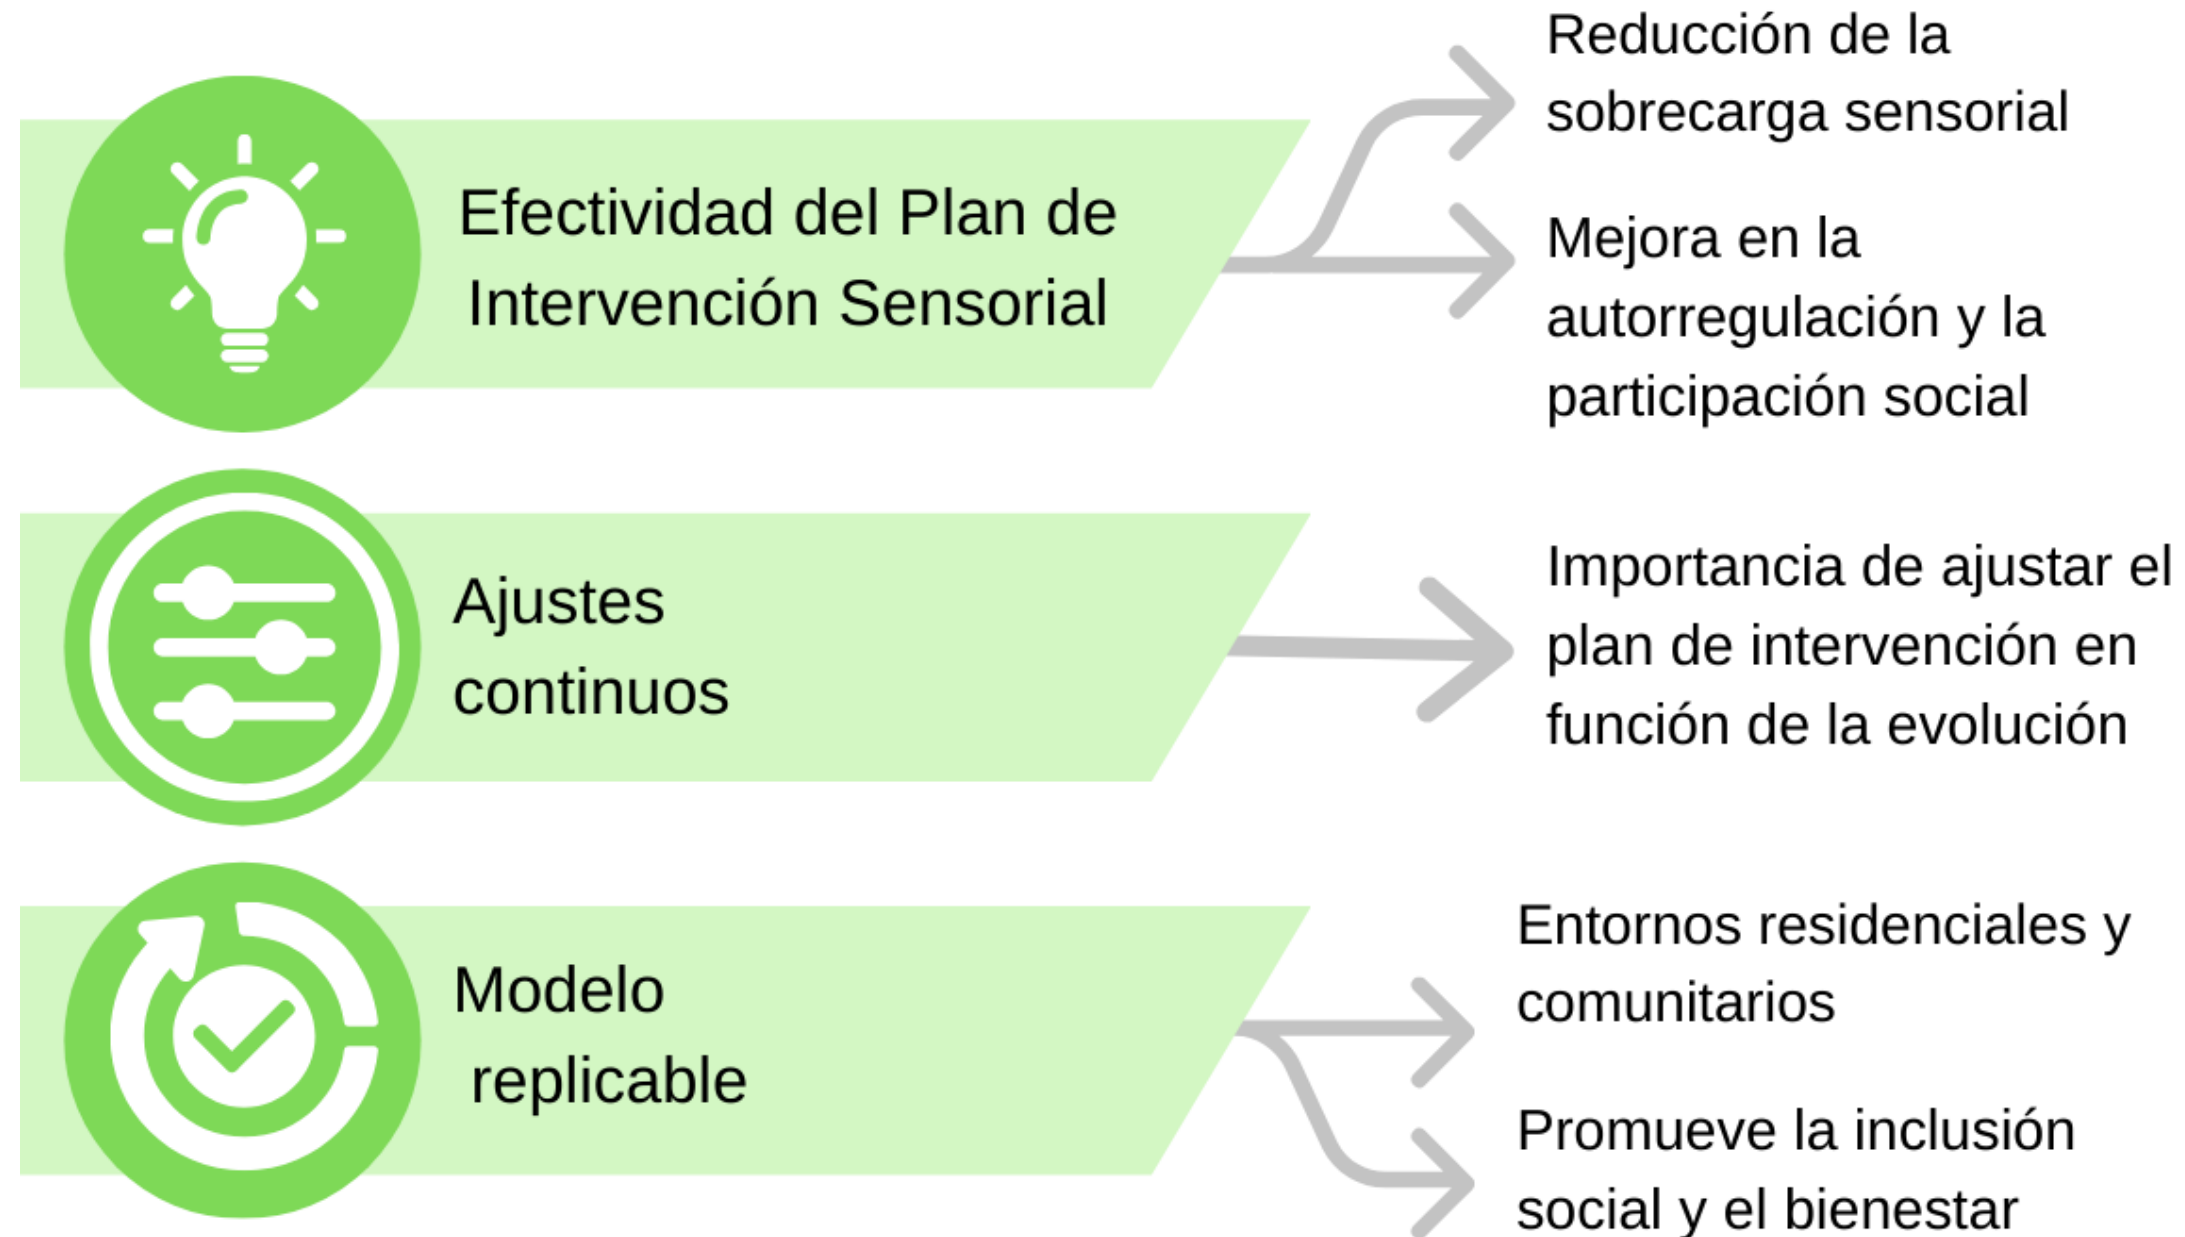 Efectividad del Plan de
Intervención Sensorial
Reducción de la
sobrecarga sensorial
Mejora en la
autorregulación y la
participación social
Ajustes
continuos
Importancia de ajustar el
plan de intervención en
función de la evolución
Modelo
replicable
Entornos residenciales y
comunitarios
Promueve la inclusión
social y el bienestar